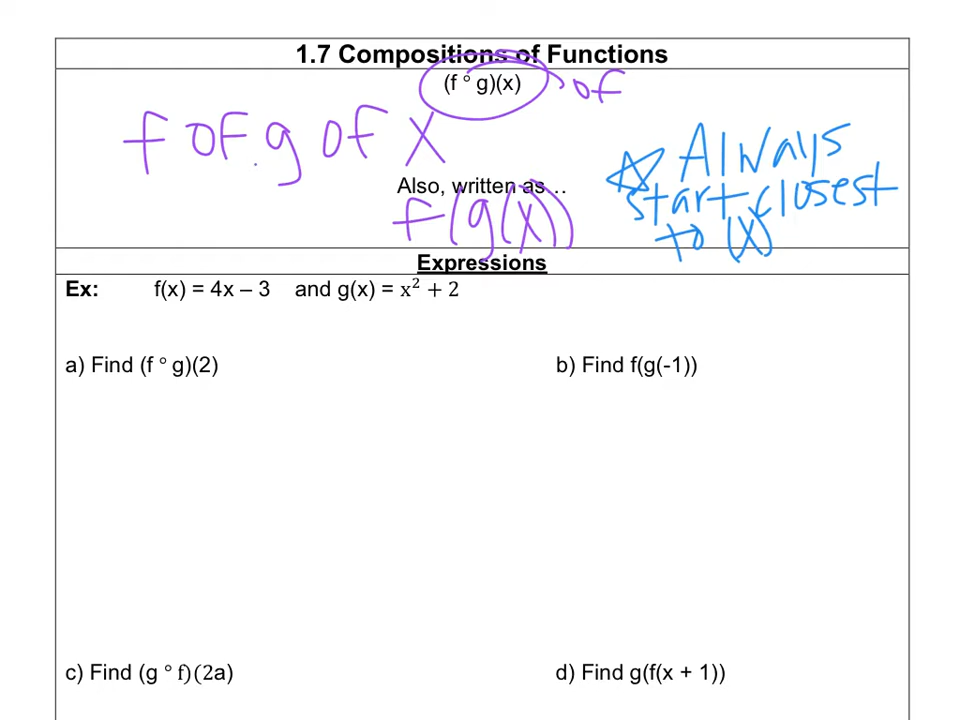 1.7 Compositions of Functions
(f ° g)(x)
of
f of g of x
☆ Always
start closest
to (x)
Also, written as…
f(g(x))
Expressions
Ex: f(x) = 4x – 3 and g(x) = x² + 2
a) Find (f ° g)(2)
b) Find f(g(-1))
c) Find (g ° f)(2a)
d) Find g(f(x + 1))